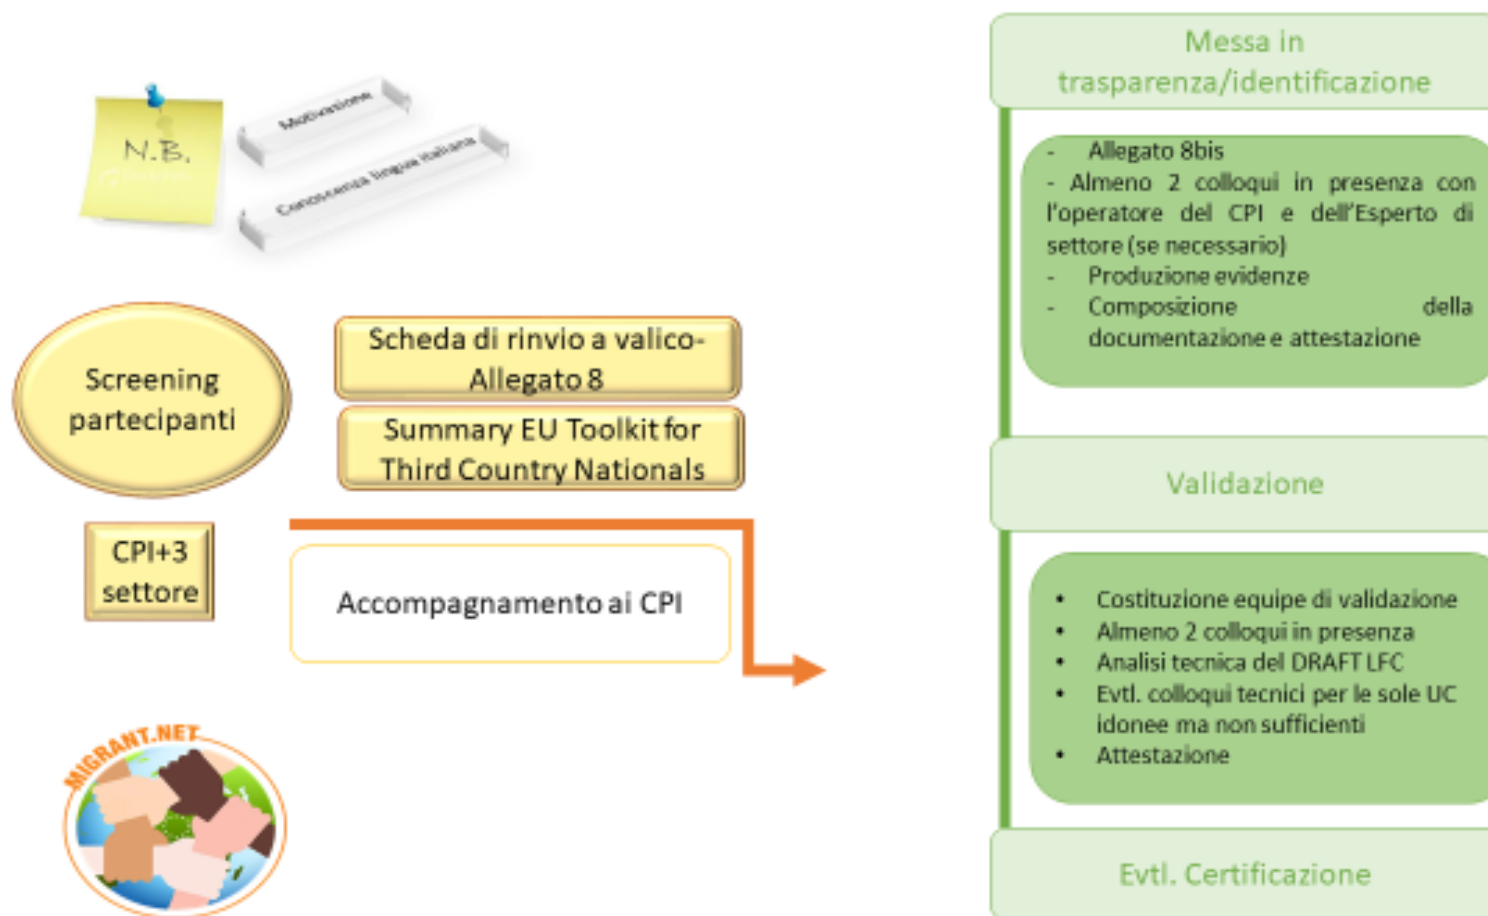 N.B.
Motivazione
Conoscenza lingua italiana
Screening
partecipanti
Scheda di rinvio a valico-
Allegato 8
Summary EU Toolkit for
Third Country Nationals
CPI+3
settore
Accompagnamento ai CPI
MIGRANT.NET
Messa in
trasparenza/identificazione
- Allegato 8bis
- Almeno 2 colloqui in presenza con
l'operatore del CPI e dell'Esperto di
settore (se necessario)
- Produzione evidenze
- Composizione della
documentazione e attestazione
Validazione
• Costituzione equipe di validazione
• Almeno 2 colloqui in presenza
• Analisi tecnica del DRAFT LFC
• Evtl. colloqui tecnici per le sole UC
idonee ma non sufficienti
• Attestazione
Evtl. Certificazione